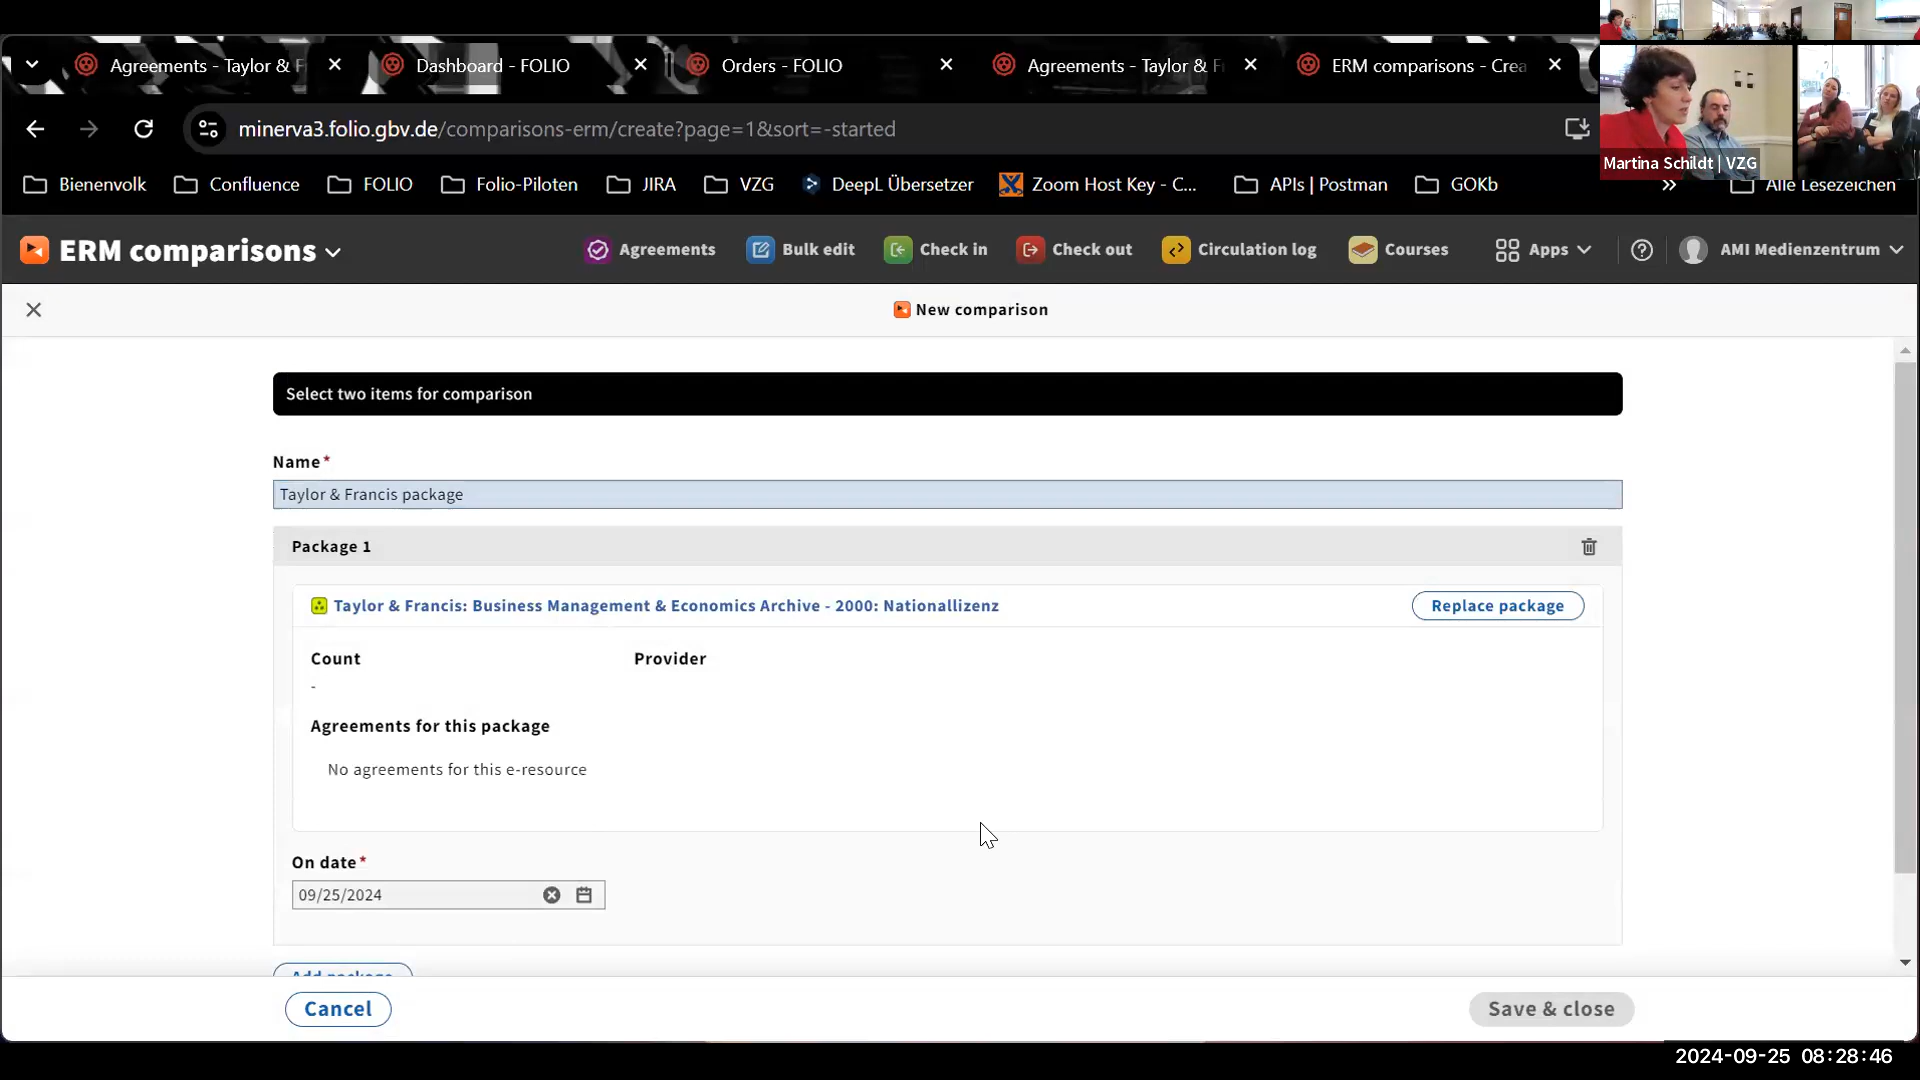 Agreements - Taylor & F
Dashboard - FOLIO
Orders - FOLIO
Agreements - Taylor & F
ERM comparisons - Crea
minerva3.folio.gbv.de/comparisons-erm/create?page=1&sort=-started
Martina Schildt | VZG
Bienenvolk
Confluence
FOLIO
Folio-Piloten
JIRA
VZG
DeepL Übersetzer
Zoom Host Key - C...
APIs | Postman
GOKb
»
Alle Lesezeichen
ERM comparisons
Agreements
Bulk edit
Check in
Check out
Circulation log
Courses
Apps
AMI Medienzentrum
New comparison
Select two items for comparison
Name*
Taylor & Francis package
Package 1
Taylor & Francis: Business Management & Economics Archive - 2000: Nationallizenz
Replace package
Count
Provider
-
Agreements for this package
No agreements for this e-resource
On date*
09/25/2024
Add package
Cancel
Save & close
2024-09-25 08:28:46